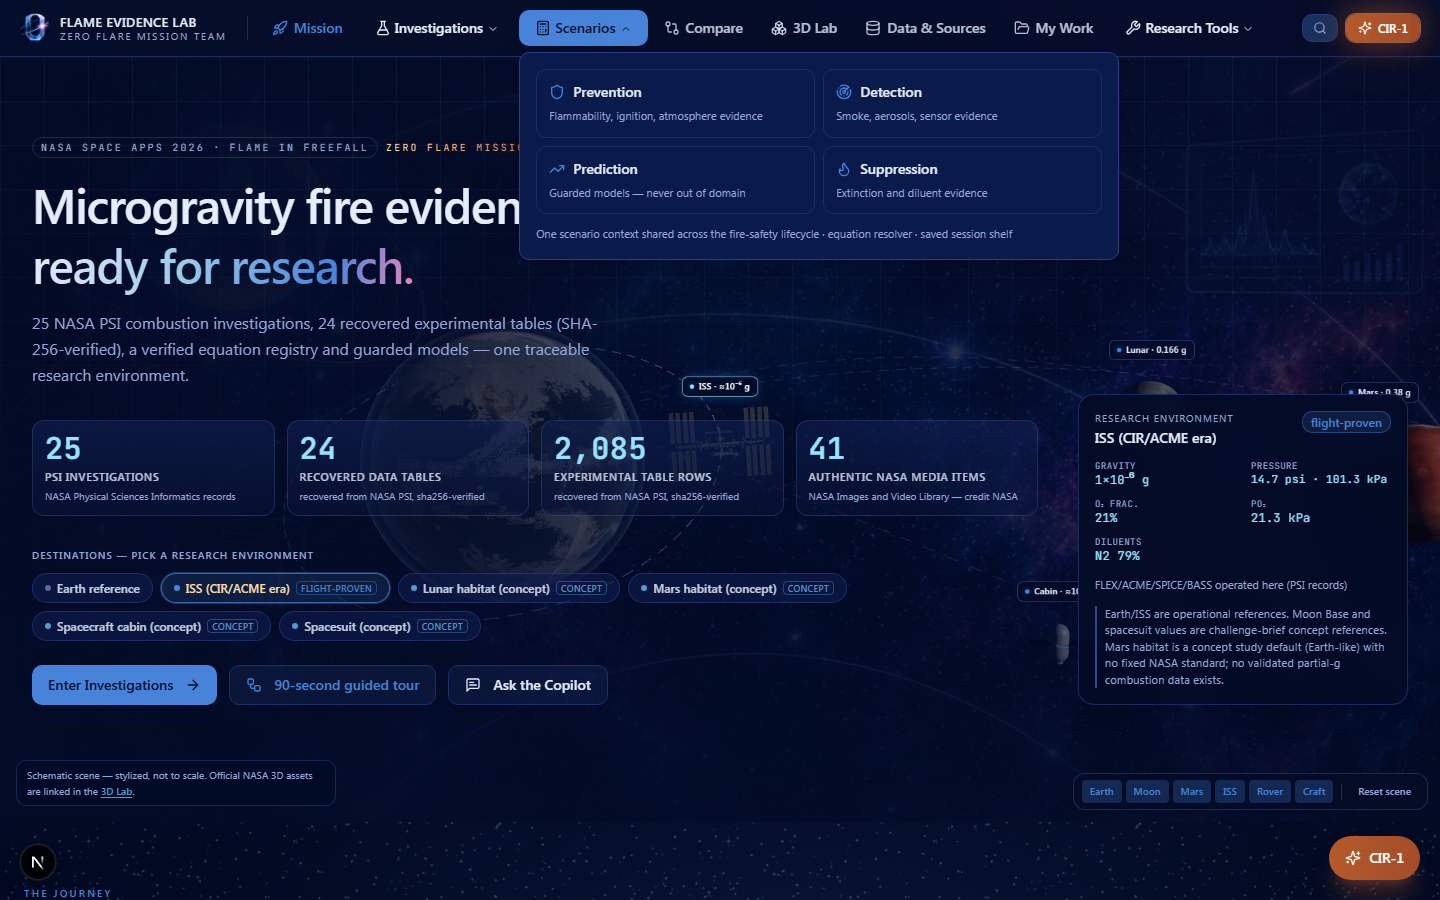 FLAME EVIDENCE LAB
ZERO FLARE MISSION TEAM
Mission
Investigations
Scenarios
Compare
3D Lab
Data & Sources
My Work
Research Tools
CIR-1
Prevention
Flammability, ignition, atmosphere evidence
Detection
Smoke, aerosols, sensor evidence
Prediction
Guarded models — never out of domain
Suppression
Extinction and diluent evidence
One scenario context shared across the fire-safety lifecycle · equation resolver · saved session shelf
NASA SPACE APPS 2026 · FLAME IN FREEFALL
ZERO FLARE
Microgravity fire
ready for research.
25 NASA PSI combustion investigations, 24 recovered experimental tables (SHA-
256-verified), a verified equation registry and guarded models — one traceable
research environment.
Lunar · 0.166 g
ISS · ≈10⁻⁶ g
Mars · 0.38 g
25
PSI INVESTIGATIONS
NASA Physical Sciences Informatics records
24
RECOVERED DATA TABLES
recovered from NASA PSI, sha256-verified
2,085
EXPERIMENTAL TABLE ROWS
recovered from NASA PSI, sha256-verified
41
AUTHENTIC NASA MEDIA ITEMS
NASA Images and Video Library — credit NASA
RESEARCH ENVIRONMENT
flight-proven
ISS (CIR/ACME era)
GRAVITY
1×10⁻⁶ g
PRESSURE
14.7 psi · 101.3 kPa
O₂ FRAC.
21%
PO₂
21.3 kPa
DILUENTS
N2 79%
FLEX/ACME/SPICE/BASS operated here (PSI records)
Earth/ISS are operational references. Moon Base and
spacesuit values are challenge-brief concept references.
Mars habitat is a concept study default (Earth-like) with
no fixed NASA standard; no validated partial-g
combustion data exists.
DESTINATIONS — PICK A RESEARCH ENVIRONMENT
Earth reference
ISS (CIR/ACME era) FLIGHT-PROVEN
Lunar habitat (concept) CONCEPT
Mars habitat (concept) CONCEPT
Cabin
Spacecraft cabin (concept) CONCEPT
Spacesuit (concept) CONCEPT
Enter Investigations
90-second guided tour
Ask the Copilot
Schematic scene — stylized, not to scale. Official NASA 3D assets
are linked in the 3D Lab.
Earth
Moon
Mars
ISS
Rover
Craft
Reset scene
N
CIR-1
THE JOURNEY